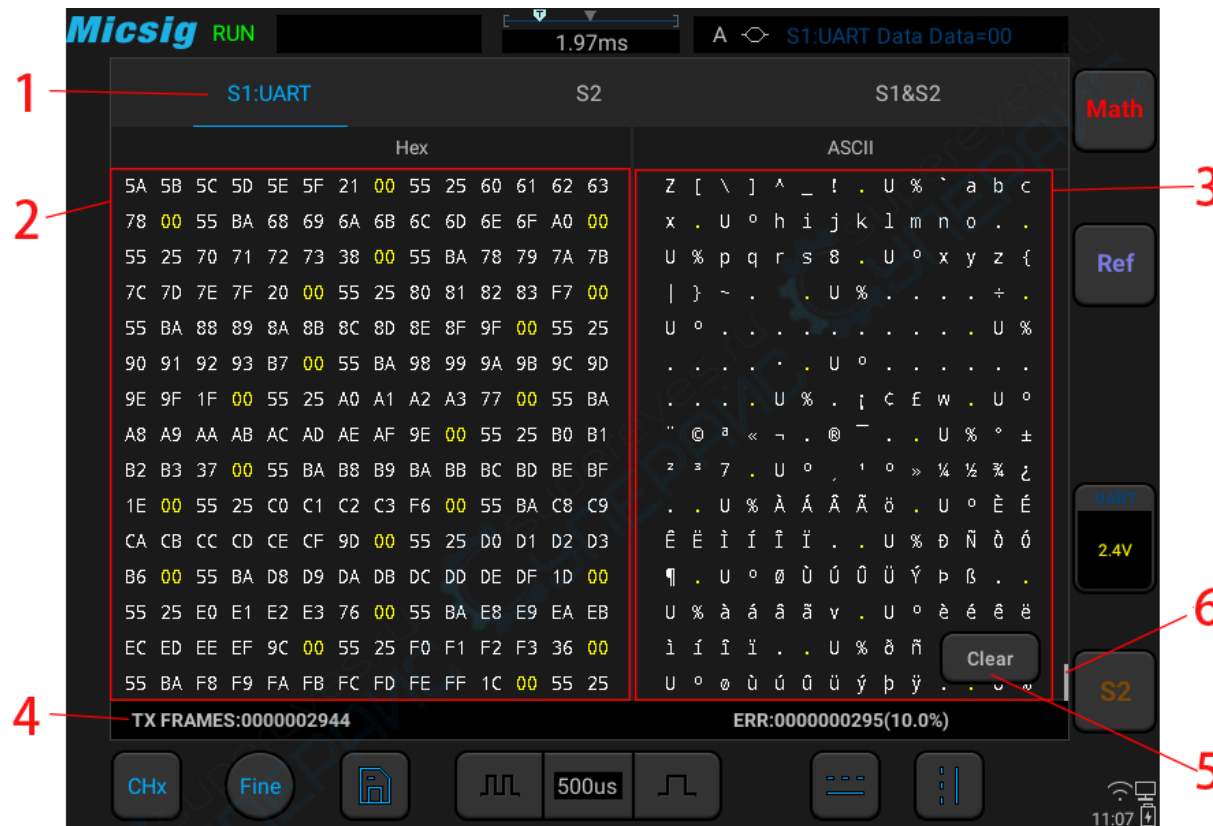 Micsig RUN T 1.97ms A S1:UART Data Data=00
1 S1:UART S2 S1&S2 Math
Hex ASCII
2 3
5A 5B 5C 5D 5E 5F 21 00 55 25 60 61 62 63 Z [ \ ] ^ _ ! . U % ` a b c
78 00 55 BA 68 69 6A 6B 6C 6D 6E 6F A0 00 x . U º h i j k l m n o . .
55 25 70 71 72 73 38 00 55 BA 78 79 7A 7B U % p q r s 8 . U º x y z {
Ref
7C 7D 7E 7F 20 00 55 25 80 81 82 83 F7 00 | } ~ . . U % . . . . ÷ .
55 BA 88 89 8A 8B 8C 8D 8E 8F 9F 00 55 25 U º . . . . . . . . . . U %
90 91 92 93 B7 00 55 BA 98 99 9A 9B 9C 9D . . . . · . U º . . . . . .
9E 9F 1F 00 55 25 A0 A1 A2 A3 77 00 55 BA . . . . U % . ¡ ¢ £ w . U º
A8 A9 AA AB AC AD AE AF 9E 00 55 25 B0 B1 ¨ © ª « ¬ . ® ¯ . . U % ° ±
B2 B3 37 00 55 BA B8 B9 BA BB BC BD BE BF ² ³ 7 . U º ¸ ¹ º » ¼ ½ ¾ ¿
1E 00 55 25 C0 C1 C2 C3 F6 00 55 BA C8 C9 . . U % À Á Â Ã ö . U º È É
UART
CA CB CC CD CE CF 9D 00 55 25 D0 D1 D2 D3 Ê Ë Ì Í Î Ï . . U % Ð Ñ Ò Ó
2.4V
B6 00 55 BA D8 D9 DA DB DC DD DE DF 1D 00 ¶ . U º Ø Ù Ú Û Ü Ý Þ ß . .
55 25 E0 E1 E2 E3 76 00 55 BA E8 E9 EA EB U % à á â ã v . U º è é ê ë
6
EC ED EE EF 9C 00 55 25 F0 F1 F2 F3 36 00 ì í î ï . . U % ð ñ
Clear
55 BA F8 F9 FA FB FC FD FE FF 1C 00 55 25 U º ø ù ú û ü ý þ ÿ . . U %
S2
4 TX FRAMES:0000002944 ERR:0000000295(10.0%)
5
CHx Fine 500us
11:07
supereyes.ru
СУПЕРАЙС